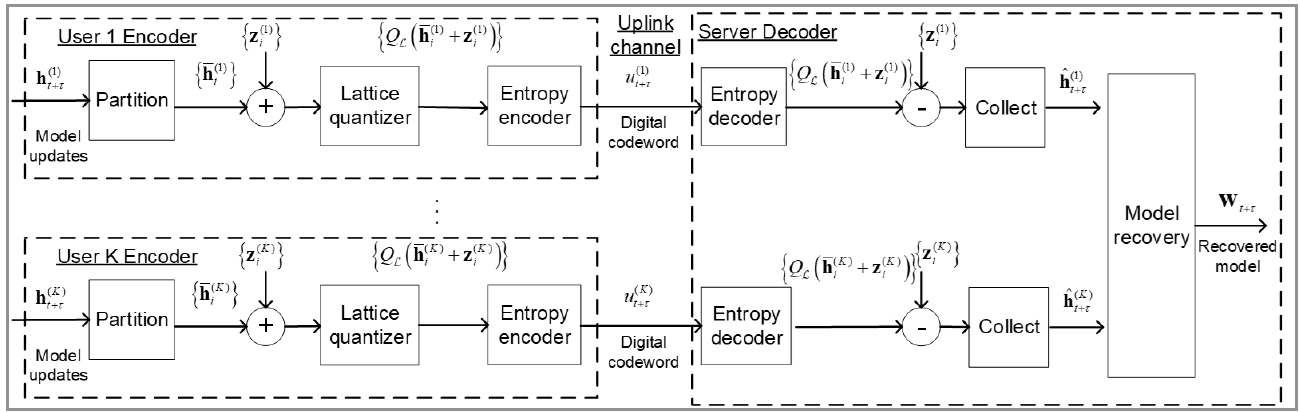 User 1 Encoder
{z_i^(1)}
{Q_ℒ(h̄_i^(1) + z_i^(1))}
Uplink
channel
Server Decoder
{z_i^(1)}
h_{t+τ}^(1)
{h̄_i^(1)}
u_{t+τ}^(1)
{Q_ℒ(h̄_i^(1) + z_i^(1))}
ĥ_{t+τ}^(1)
Partition
+
Lattice
quantizer
Entropy
encoder
Entropy
decoder
-
Collect
Model
updates
Digital
codeword
⋮
Model
recovery
w_{t+τ}
Recovered
model
User K Encoder
{z_i^(K)}
{Q_ℒ(h̄_i^(K) + z_i^(K))}
{Q_ℒ(h̄_i^(K) + z_i^(K))}
{z_i^(K)}
h_{t+τ}^(K)
{h̄_i^(K)}
u_{t+τ}^(K)
ĥ_{t+τ}^(K)
Partition
+
Lattice
quantizer
Entropy
encoder
Entropy
decoder
-
Collect
Model
updates
Digital
codeword